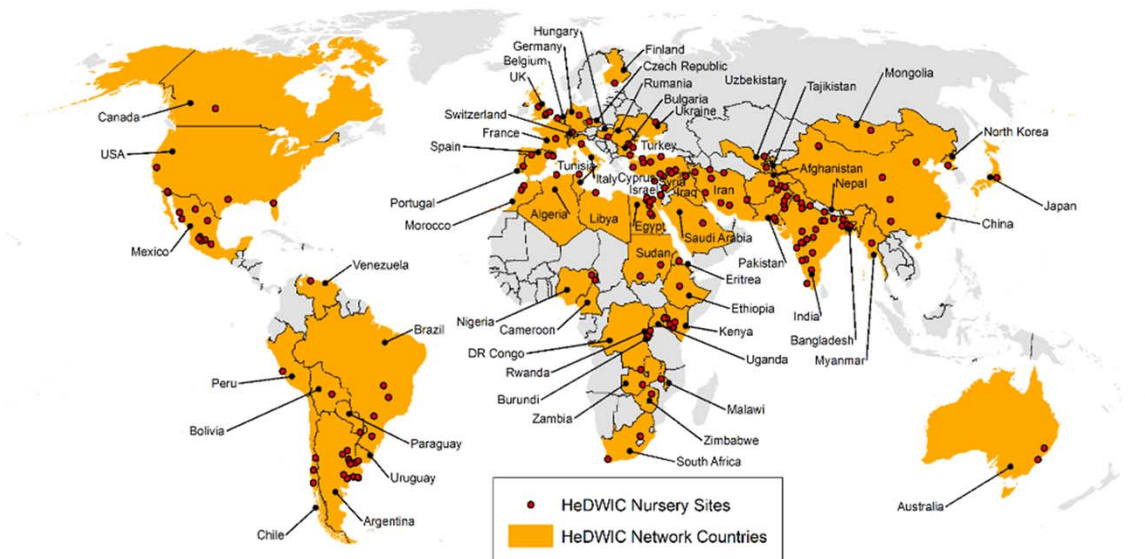 Hungary
Germany
Belgium
UK
Finland
Czech Republic
Rumania
Bulgaria
Ukraine
Uzbekistan
Tajikistan
Mongolia
Canada
USA
Switzerland
France
Spain
Turkey
North Korea
Tunisia
Italy
Cyprus
Syria
Israel
Iraq
Iran
Afghanistan
Nepal
Portugal
Morocco
Algeria
Libya
Egypt
Saudi Arabia
Japan
China
Mexico
Pakistan
Venezuela
Sudan
Eritrea
Ethiopia
India
Nigeria
Cameroon
Kenya
Bangladesh
Myanmar
Brazil
DR Congo
Rwanda
Uganda
Peru
Burundi
Zambia
Malawi
Bolivia
Paraguay
Zimbabwe
Uruguay
South Africa
Australia
Argentina
Chile
HeDWIC Nursery Sites
HeDWIC Network Countries